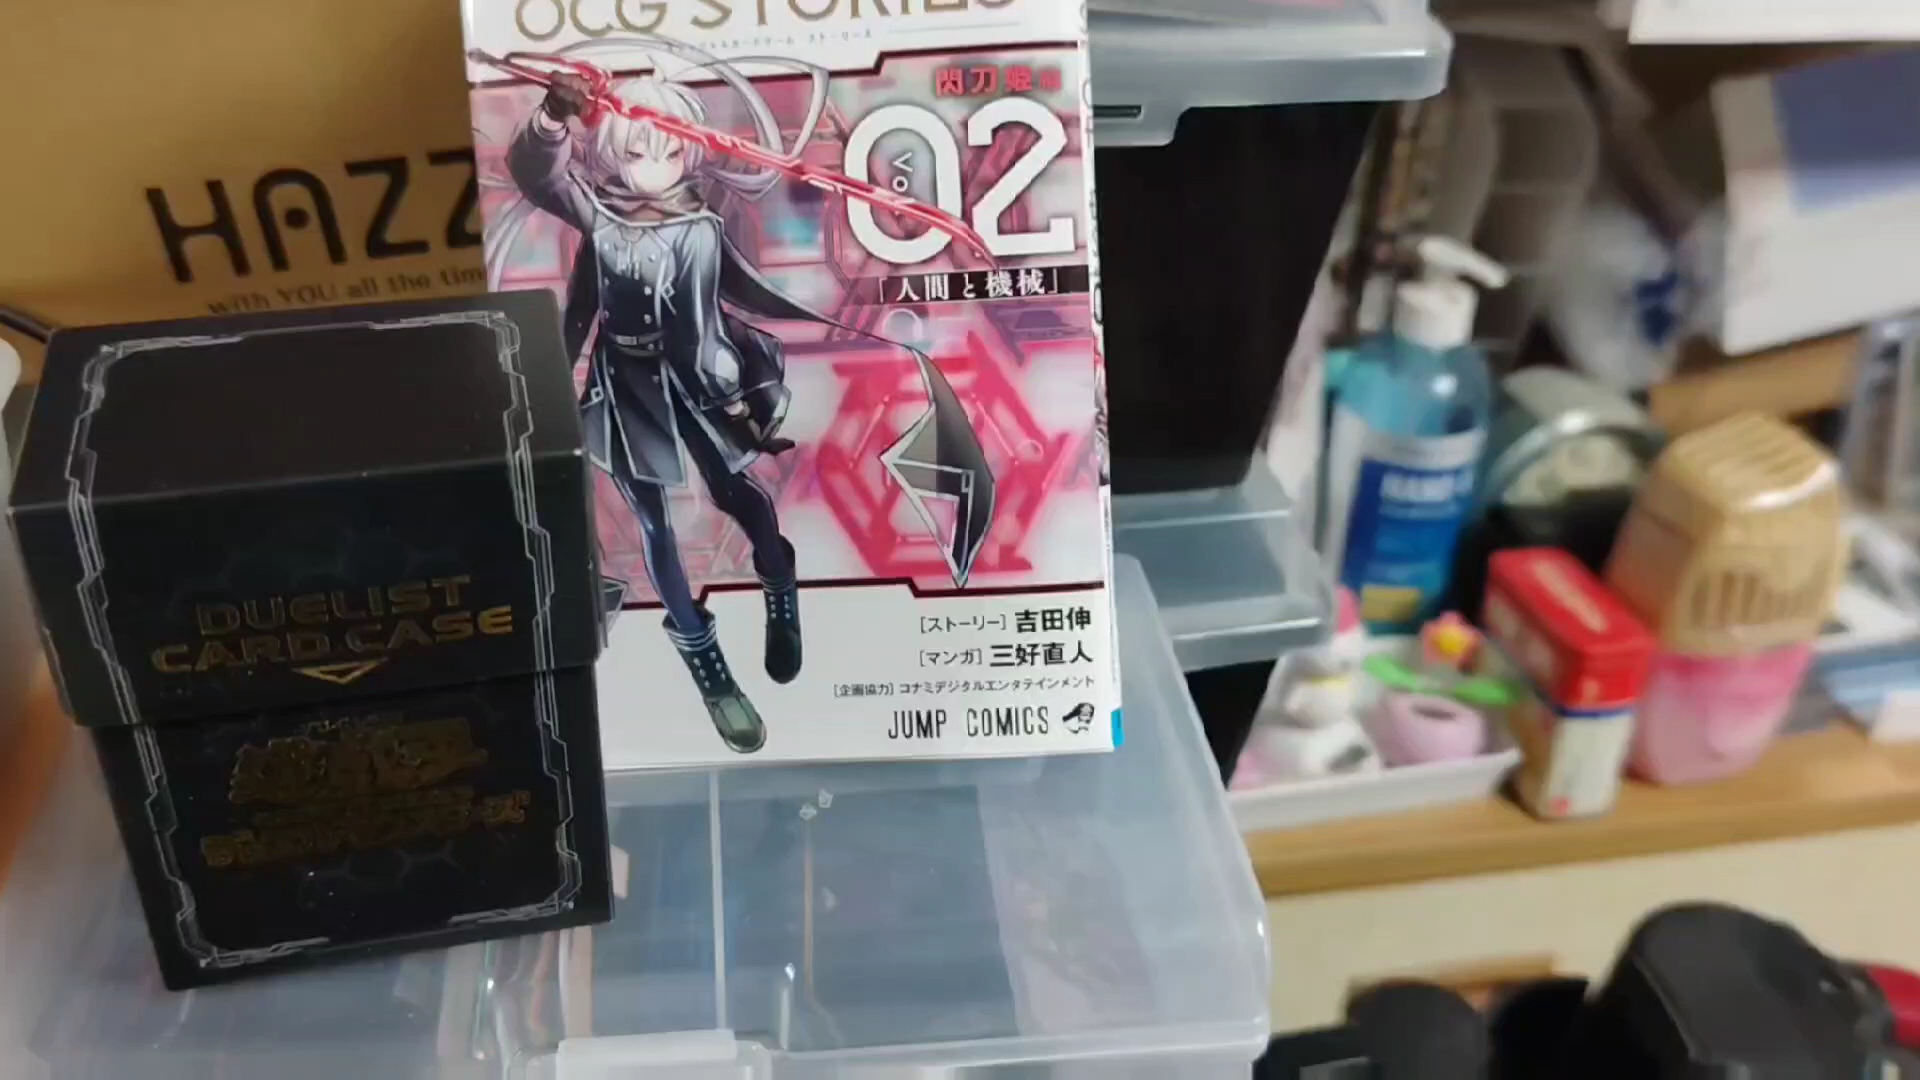 OCG STORIES
閃刀姫編
Vol
02
「人間と機械」
HAZZ
with YOU all the tim
DUELIST
CARD CASE
[ストーリー] 吉田伸
[マンガ] 三好直人
[企画協力] コナミデジタルエンタテインメント
JUMP COMICS
HAND